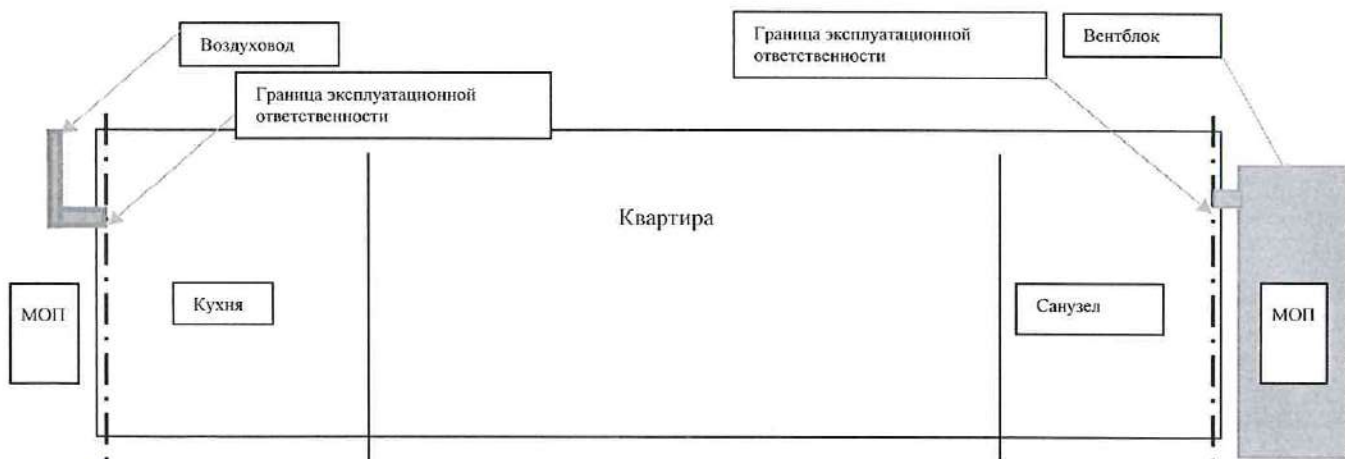 Воздуховод
Граница эксплуатационной
ответственности
Вентблок
Граница эксплуатационной
ответственности
Квартира
МОП
Кухня
Санузел
МОП